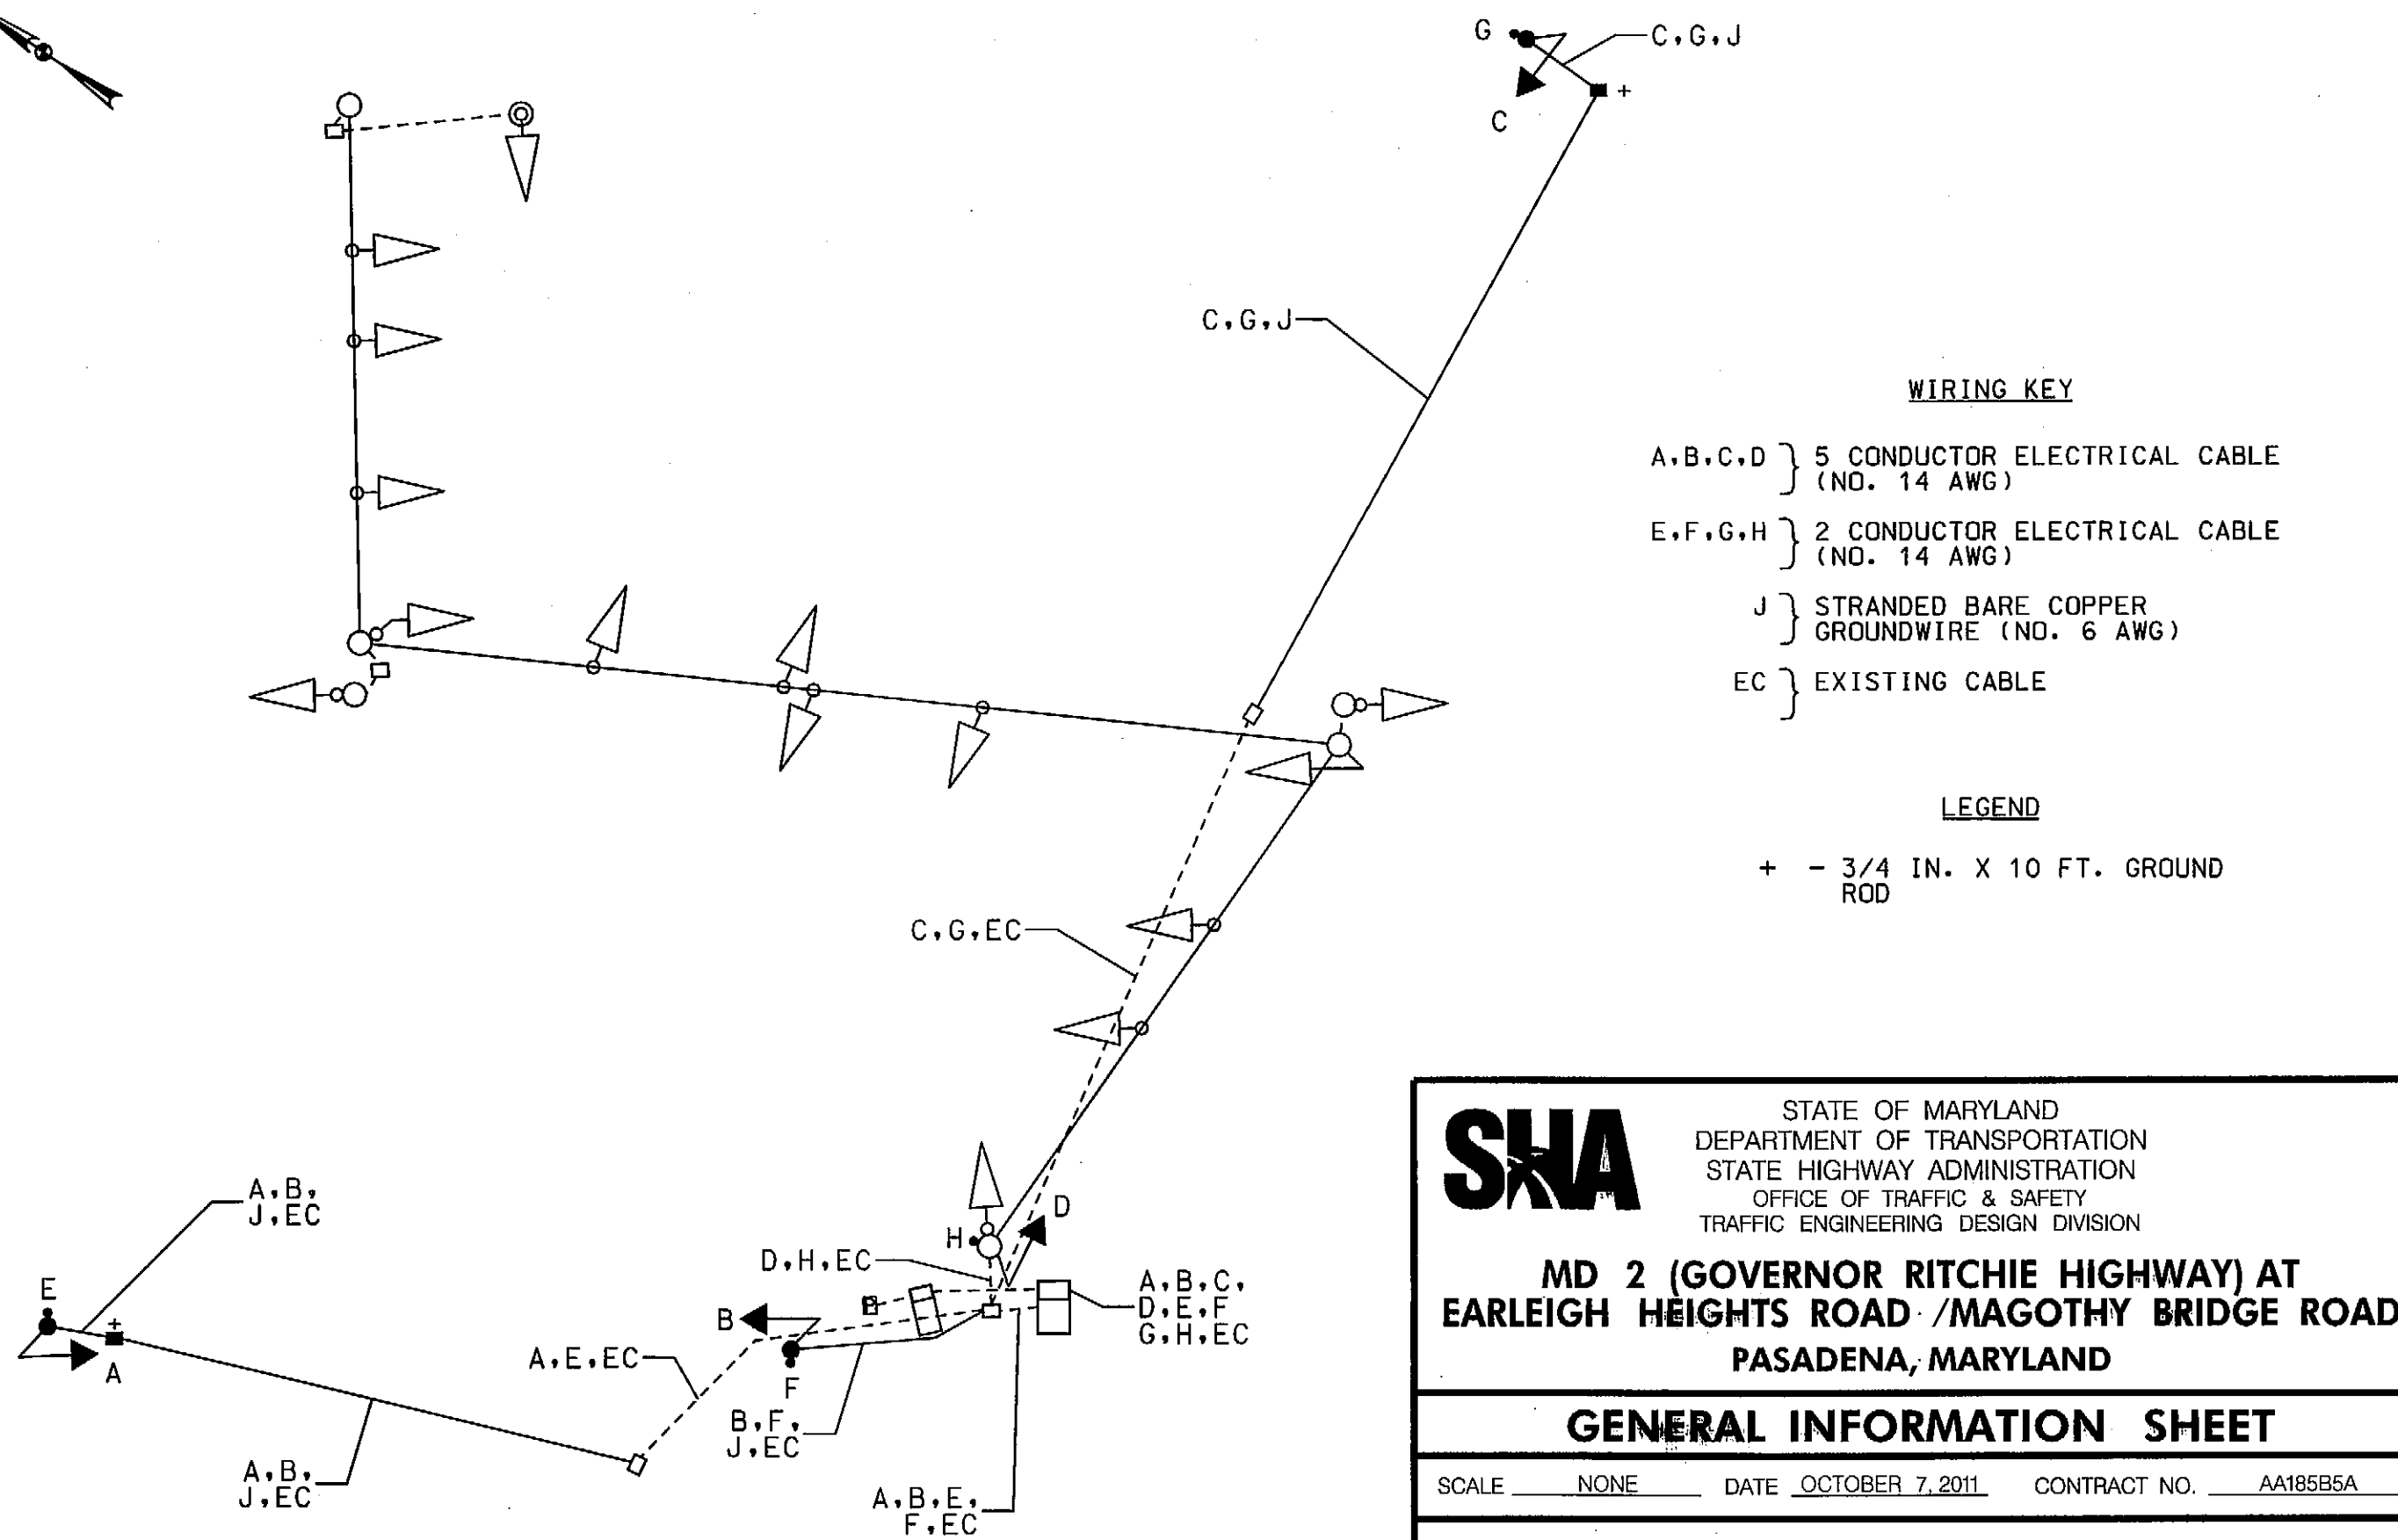 G
C,G,J
+
C
C,G,J
WIRING KEY
A,B,C,D } 5 CONDUCTOR ELECTRICAL CABLE
(NO. 14 AWG)
E,F,G,H } 2 CONDUCTOR ELECTRICAL CABLE
(NO. 14 AWG)
J } STRANDED BARE COPPER
GROUNDWIRE (NO. 6 AWG)
EC } EXISTING CABLE
LEGEND
+ - 3/4 IN. X 10 FT. GROUND
ROD
C,G,EC
A,B,
J,EC
E
+
A
A,B,
J,EC
A,E,EC
B
F
B,F,
J,EC
D,H,EC
H
D
A,B,C,
D,E,F
G,H,EC
A,B,E,
F,EC
SHA
STATE OF MARYLAND
DEPARTMENT OF TRANSPORTATION
STATE HIGHWAY ADMINISTRATION
OFFICE OF TRAFFIC & SAFETY
TRAFFIC ENGINEERING DESIGN DIVISION
MD 2 (GOVERNOR RITCHIE HIGHWAY) AT
EARLEIGH HEIGHTS ROAD /MAGOTHY BRIDGE ROAD
PASADENA, MARYLAND
GENERAL INFORMATION SHEET
SCALE NONE DATE OCTOBER 7, 2011 CONTRACT NO. AA185B5A